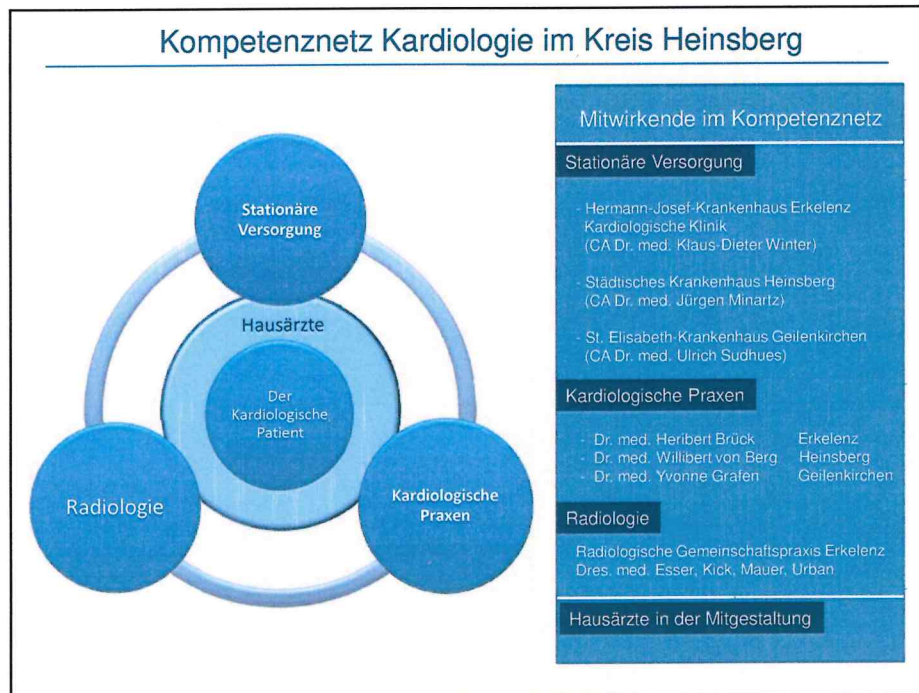 Kompetenznetz Kardiologie im Kreis Heinsberg
Stationäre
Versorgung
Hausärzte
Der
Kardiologische
Patient
Radiologie
Kardiologische
Praxen
Mitwirkende im Kompetenznetz
Stationäre Versorgung
- Hermann-Josef-Krankenhaus Erkelenz
Kardiologische Klinik
(CA Dr. med. Klaus-Dieter Winter)
- Städtisches Krankenhaus Heinsberg
(CA Dr. med. Jürgen Minartz)
- St. Elisabeth-Krankenhaus Geilenkirchen
(CA Dr. med. Ulrich Sudhues)
Kardiologische Praxen
- Dr. med. Heribert Brück Erkelenz
- Dr. med. Willibert von Berg Heinsberg
- Dr. med. Yvonne Grafen Geilenkirchen
Radiologie
Radiologische Gemeinschaftspraxis Erkelenz
Dres. med. Esser, Kick, Mauer, Urban
Hausärzte in der Mitgestaltung